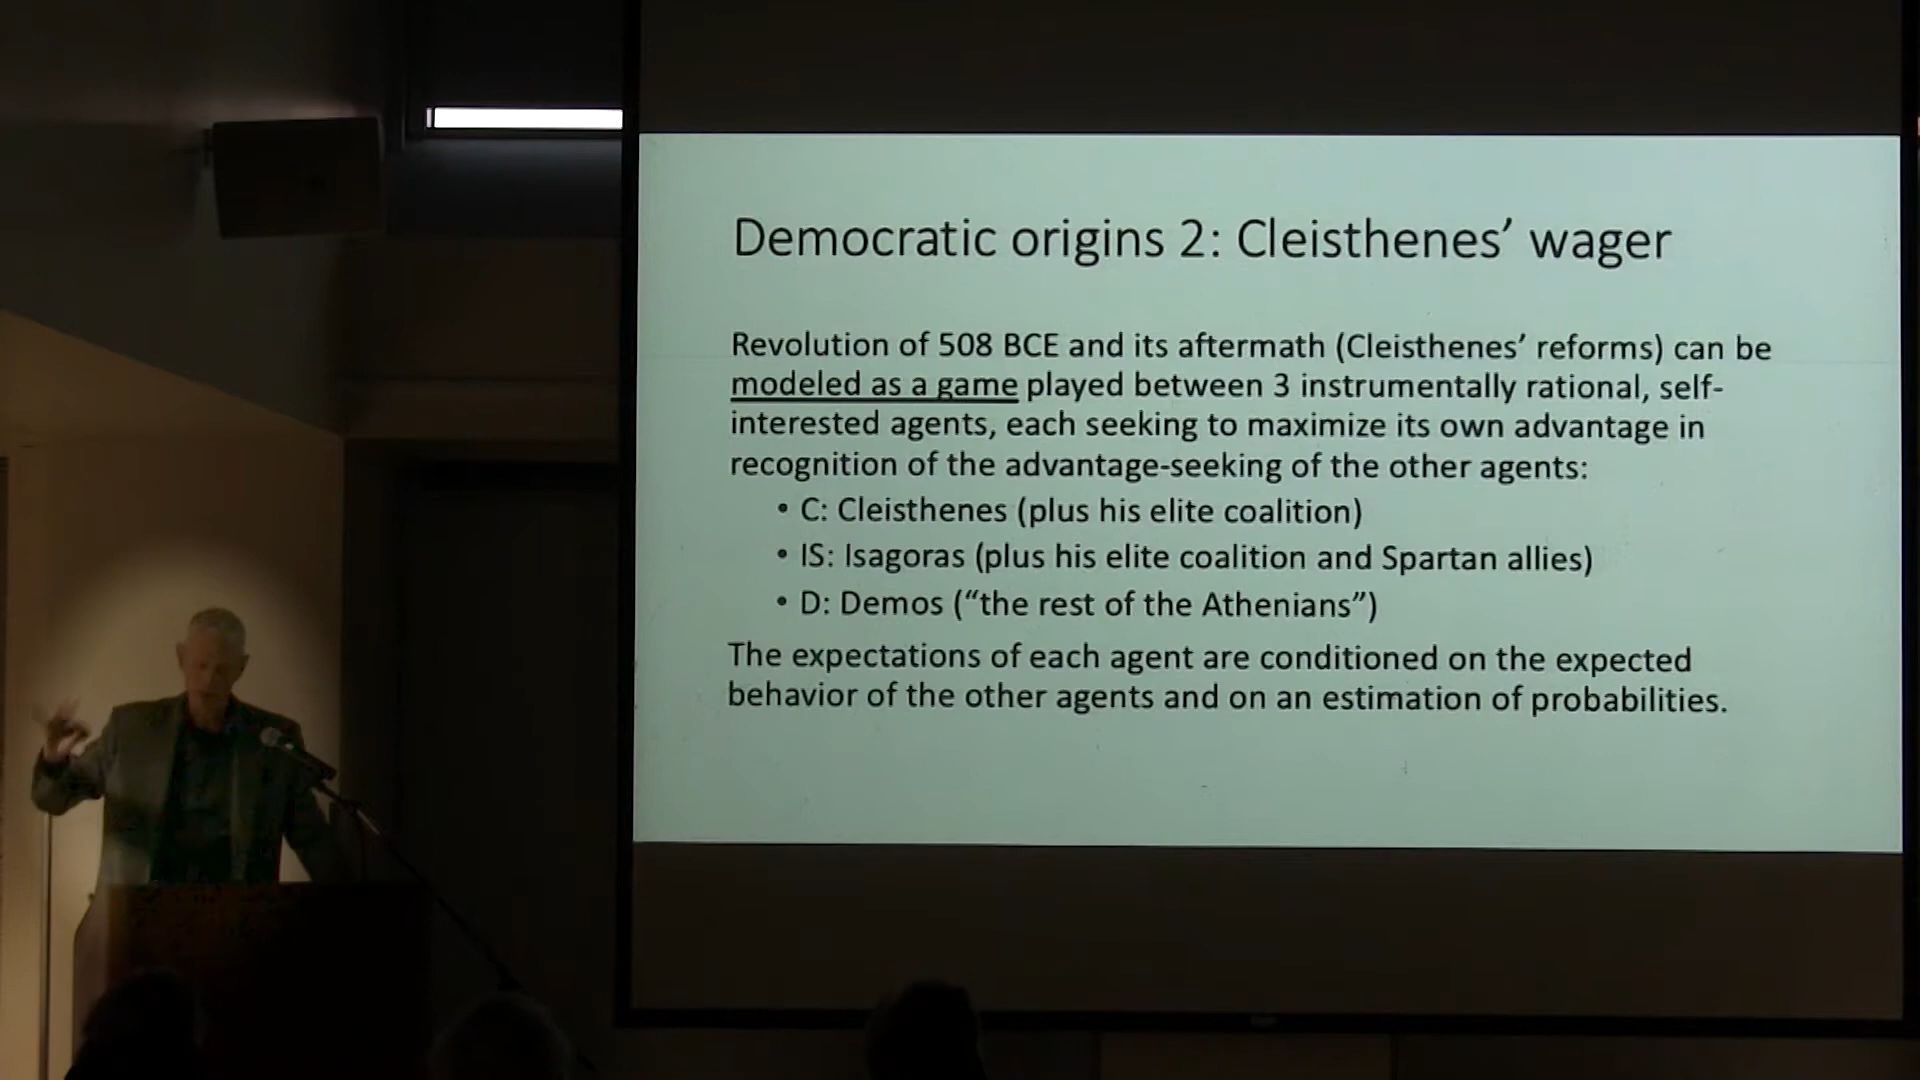 Democratic origins 2: Cleisthenes’ wager
Revolution of 508 BCE and its aftermath (Cleisthenes’ reforms) can be
modeled as a game played between 3 instrumentally rational, self-
interested agents, each seeking to maximize its own advantage in
recognition of the advantage-seeking of the other agents:
• C: Cleisthenes (plus his elite coalition)
• IS: Isagoras (plus his elite coalition and Spartan allies)
• D: Demos (“the rest of the Athenians”)
The expectations of each agent are conditioned on the expected
behavior of the other agents and on an estimation of probabilities.